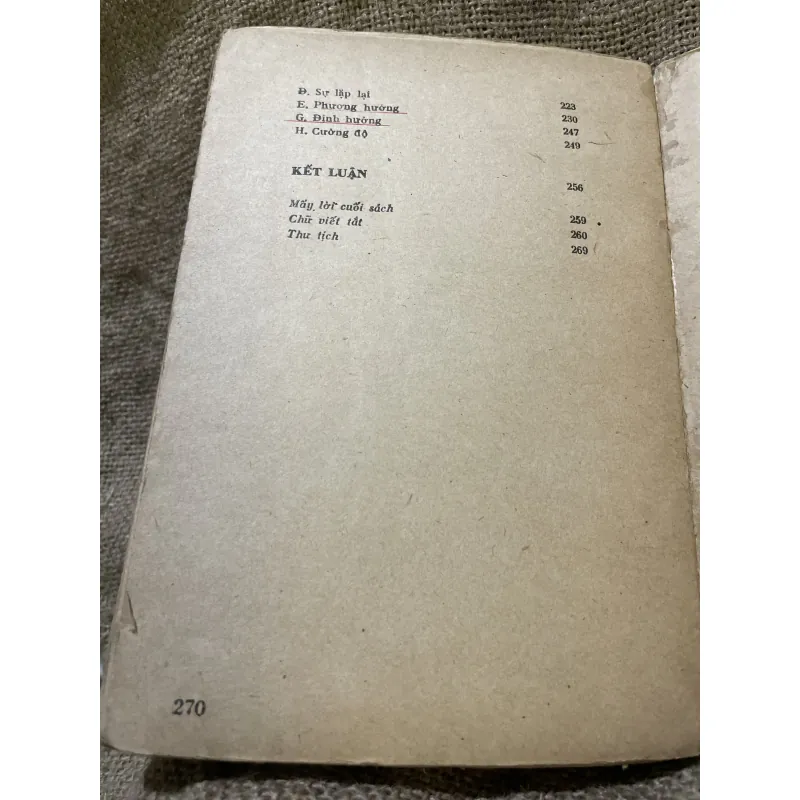 Đ. Sự lặp lại 223
E. Phương hướng 230
G. Định hướng 247
H. Cường độ 249
KẾT LUẬN 256
Mấy lời cuối sách 259
Chữ viết tắt 260
Thư tịch 269
270